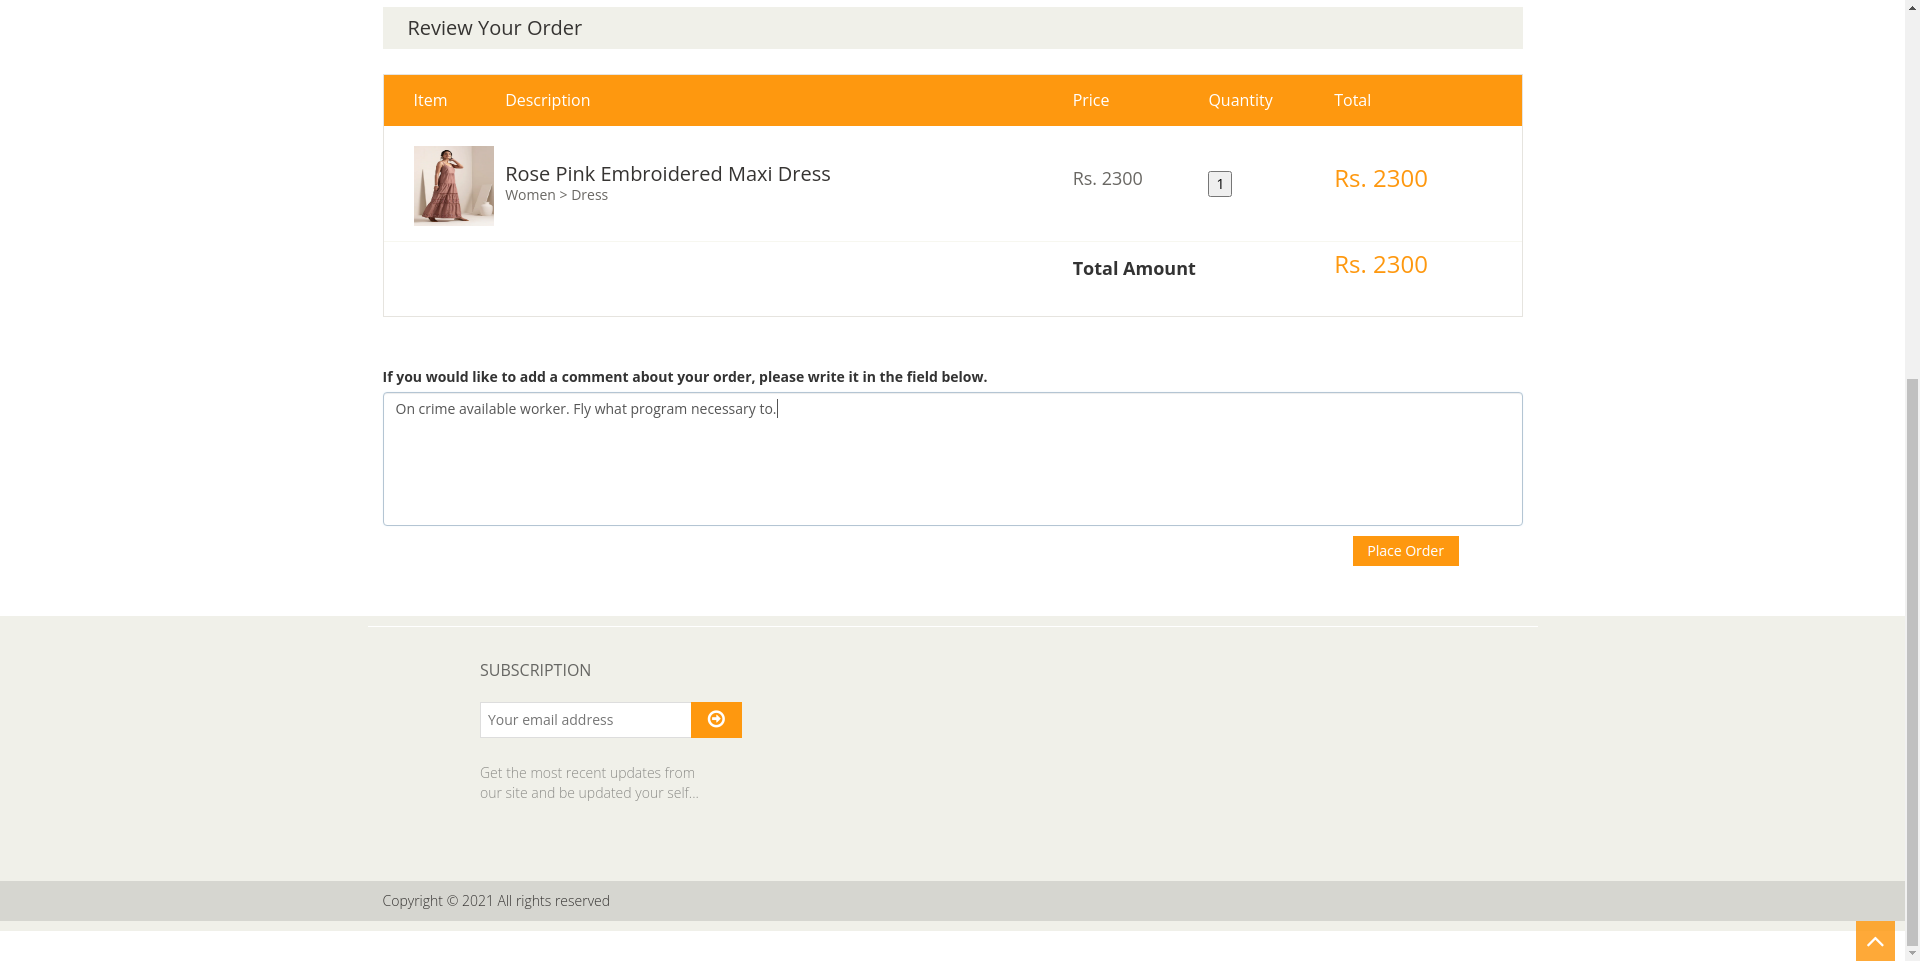 Review Your Order
Item Description Price Quantity Total
Rose Pink Embroidered Maxi Dress
Women > Dress
Rs. 2300
1
Rs. 2300
Total Amount Rs. 2300
If you would like to add a comment about your order, please write it in the field below.
On crime available worker. Fly what program necessary to.
Place Order
SUBSCRIPTION
Your email address
Get the most recent updates from
our site and be updated your self...
Copyright © 2021 All rights reserved